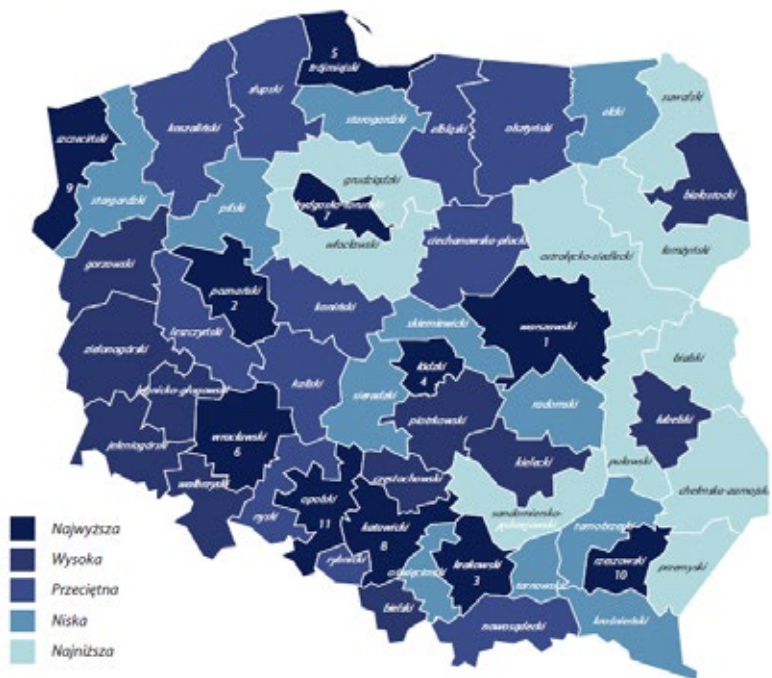 5
trójmiejski
słupski
koszaliński
starogardzki
elbląski
olsztyński
ełcki
suwalski
szczeciński
9
stargardzki
pilski
grudziądzki
bydgosko-toruński
7
włocławski
ciechanowsko-płocki
ostrołęcko-siedlecki
białostocki
łomżyński
gorzowski
poznański
2
koniński
skierniewicki
warszawski
1
leszczyński
zielonogórski
łódzki
4
bialski
kaliski
sieradzki
radomski
lubelski
piotrkowski
wrocławski
6
jeleniogórski
kielecki
puławski
chełmsko-zamojski
wałbrzyski
częstochowski
opolski
11
nyski
katowicki
8
sandomiersko-
jędrzejowski
tarnobrzeski
rybnicki
oświęcimski
krakowski
3
tarnowski
rzeszowski
10
przemyski
bielski
nowosądecki
krośnieński
Najwyższa
Wysoka
Przeciętna
Niska
Najniższa